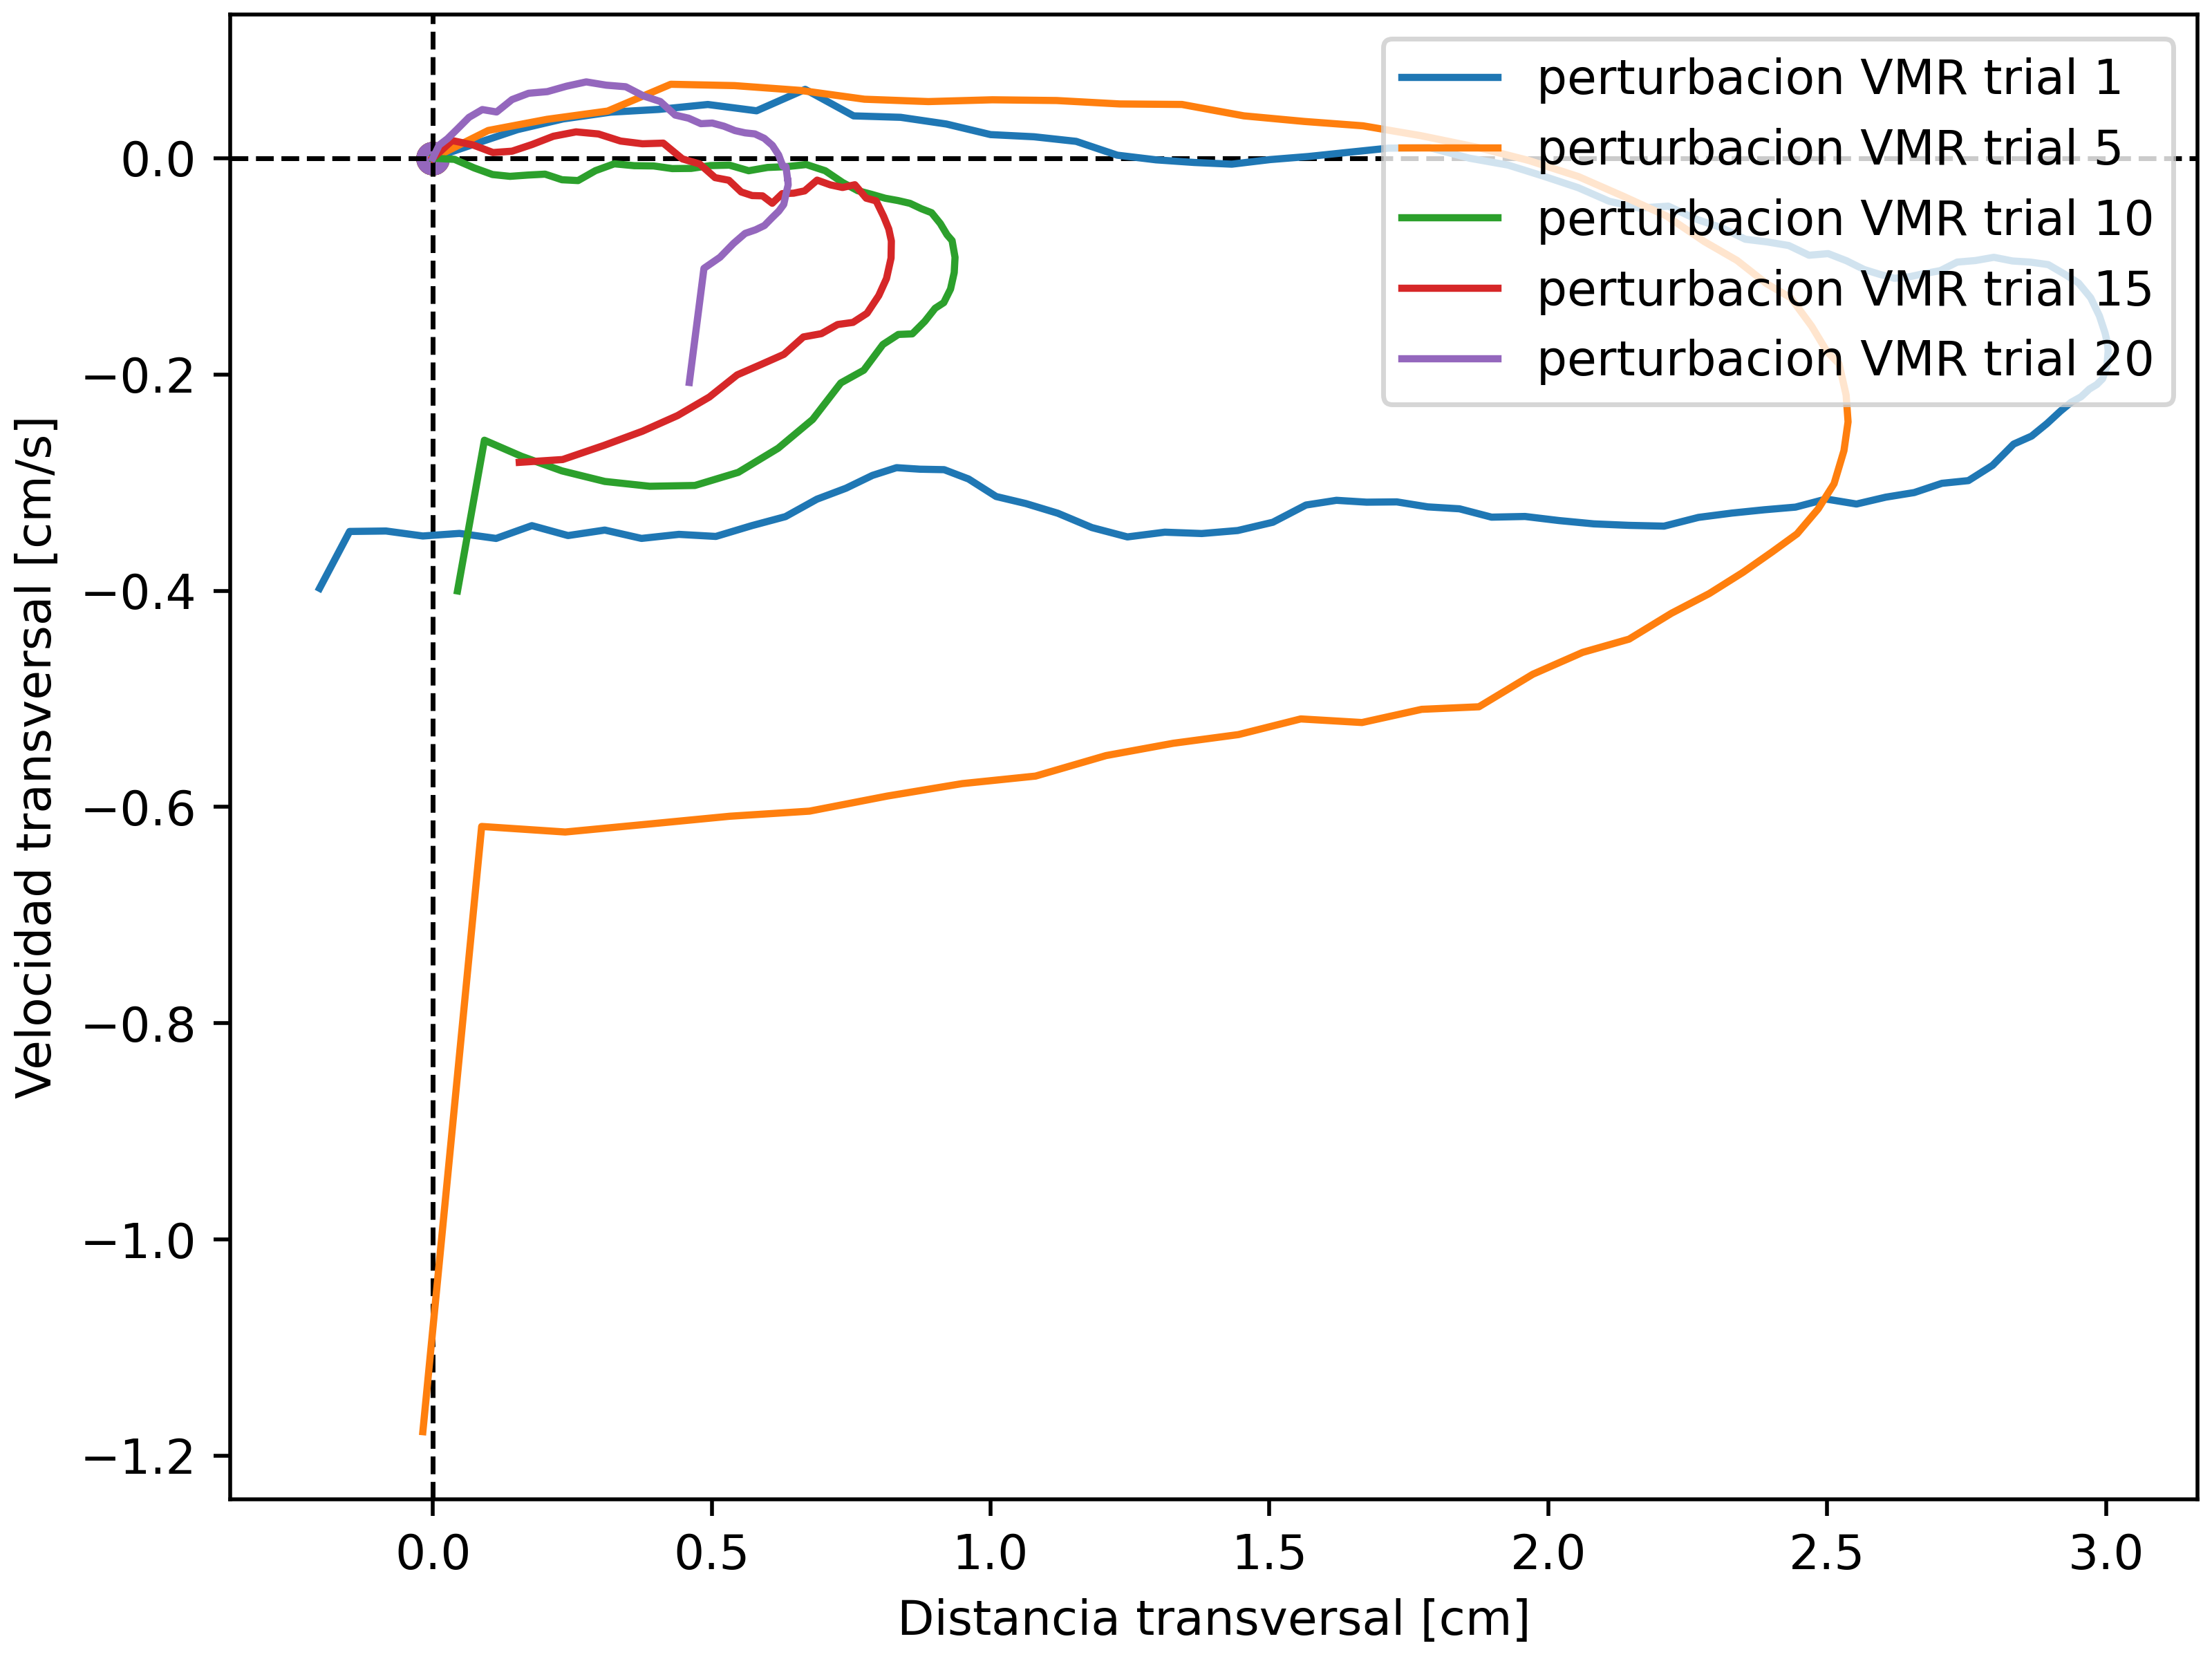 perturbacion VMR trial 1
perturbacion VMR trial 5
perturbacion VMR trial 10
perturbacion VMR trial 15
perturbacion VMR trial 20
Velocidad transversal [cm/s]
0.0
−0.2
−0.4
−0.6
−0.8
−1.0
−1.2
0.0 0.5 1.0 1.5 2.0 2.5 3.0
Distancia transversal [cm]